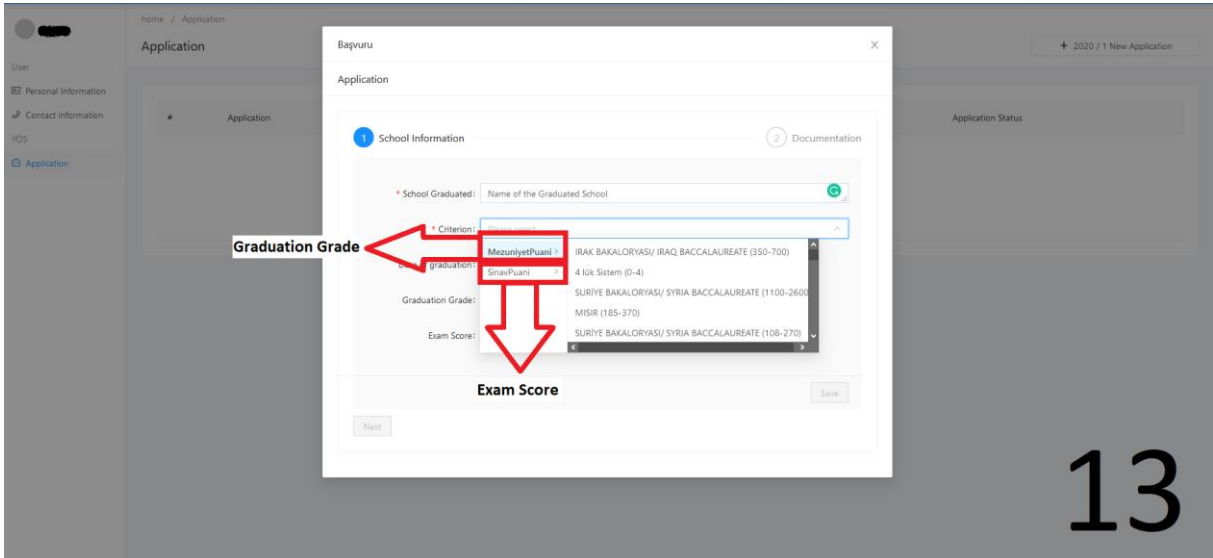 home / Application
Application
+ 2020 / 1 New Application
User
Personal Information
Contact information
YOS
Application
# Application Application Status
Başvuru
Application
1 School Information
2 Documentation
* School Graduated: Name of the Graduated School
* Criterion: Please select
Graduation Grade
MezuniyetPuani >
SinavPuani >
IRAK BAKALORYASI/ IRAQ BACCALAUREATE (350-700)
4 lük Sistem (0-4)
SURİYE BAKALORYASI/ SYRIA BACCALAUREATE (1100-2600
MISIR (185-370)
SURİYE BAKALORYASI/ SYRIA BACCALAUREATE (108-270)
graduation:
Graduation Grade:
Exam Score:
Exam Score
Save
Next
13